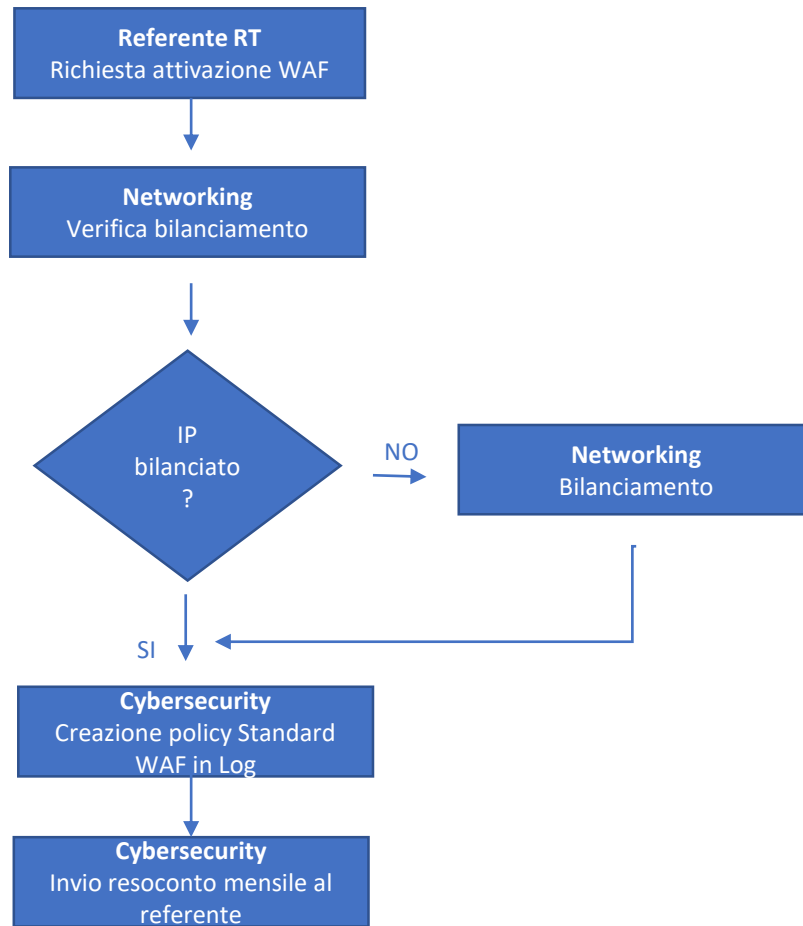 Referente RT
Richiesta attivazione WAF
Networking
Verifica bilanciamento
IP
bilanciato
?
NO
Networking
Bilanciamento
SI
Cybersecurity
Creazione policy Standard
WAF in Log
Cybersecurity
Invio resoconto mensile al
referente